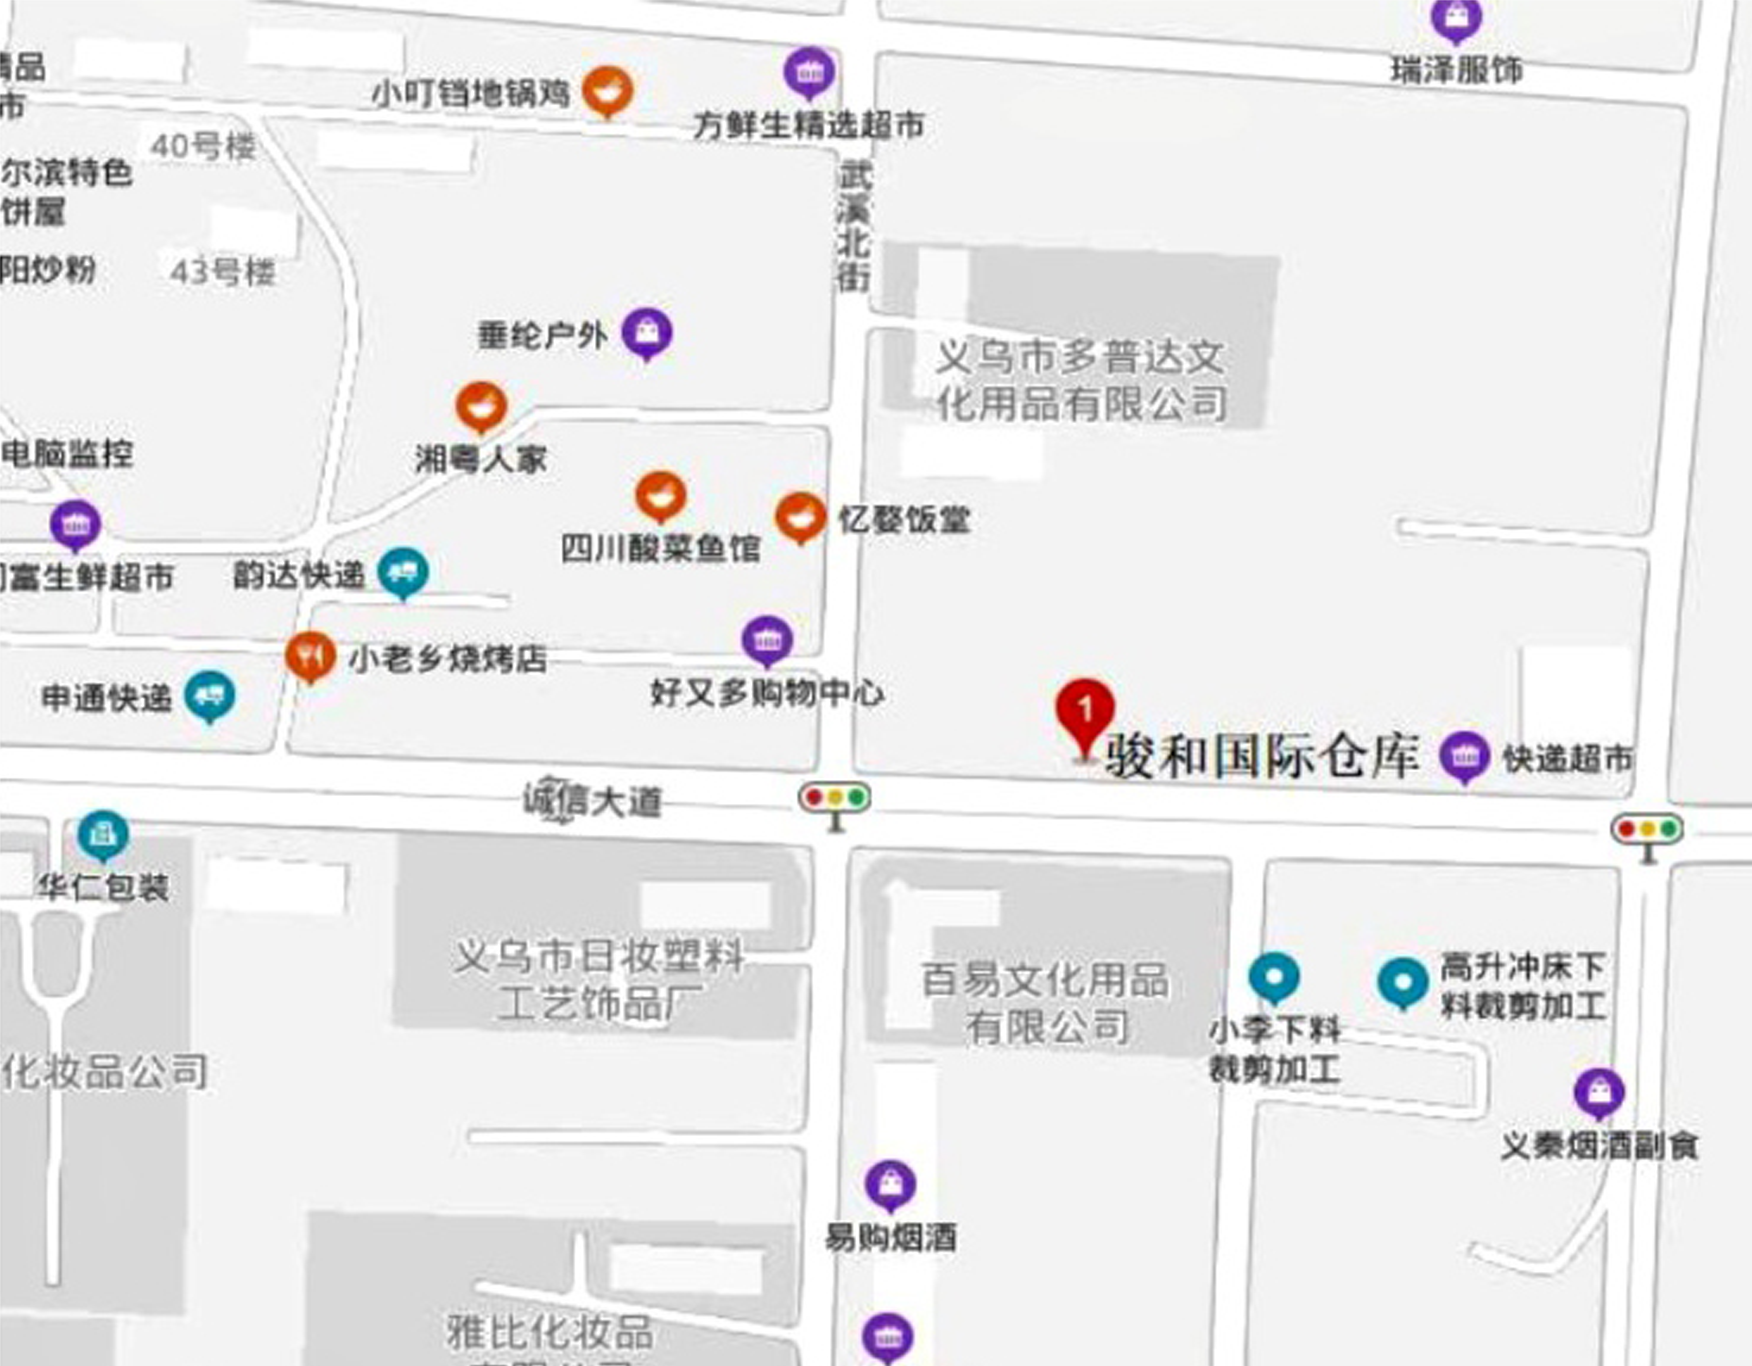 瑞泽服饰
精品
市
小叮铛地锅鸡
方鲜生精选超市
40号楼
尔滨特色
饼屋
武溪北街
阳炒粉
43号楼
垂纶户外
义乌市多普达文
化用品有限公司
湘粤人家
电脑监控
四川酸菜鱼馆
忆婺饭堂
富生鲜超市
韵达快递
小老乡烧烤店
申通快递
好又多购物中心
1
骏和国际仓库
快递超市
诚信大道
华仁包装
义乌市日妆塑料
工艺饰品厂
百易文化用品
有限公司
高升冲床下
料裁剪加工
小李下料
裁剪加工
化妆品公司
义秦烟酒副食
易购烟酒
雅比化妆品